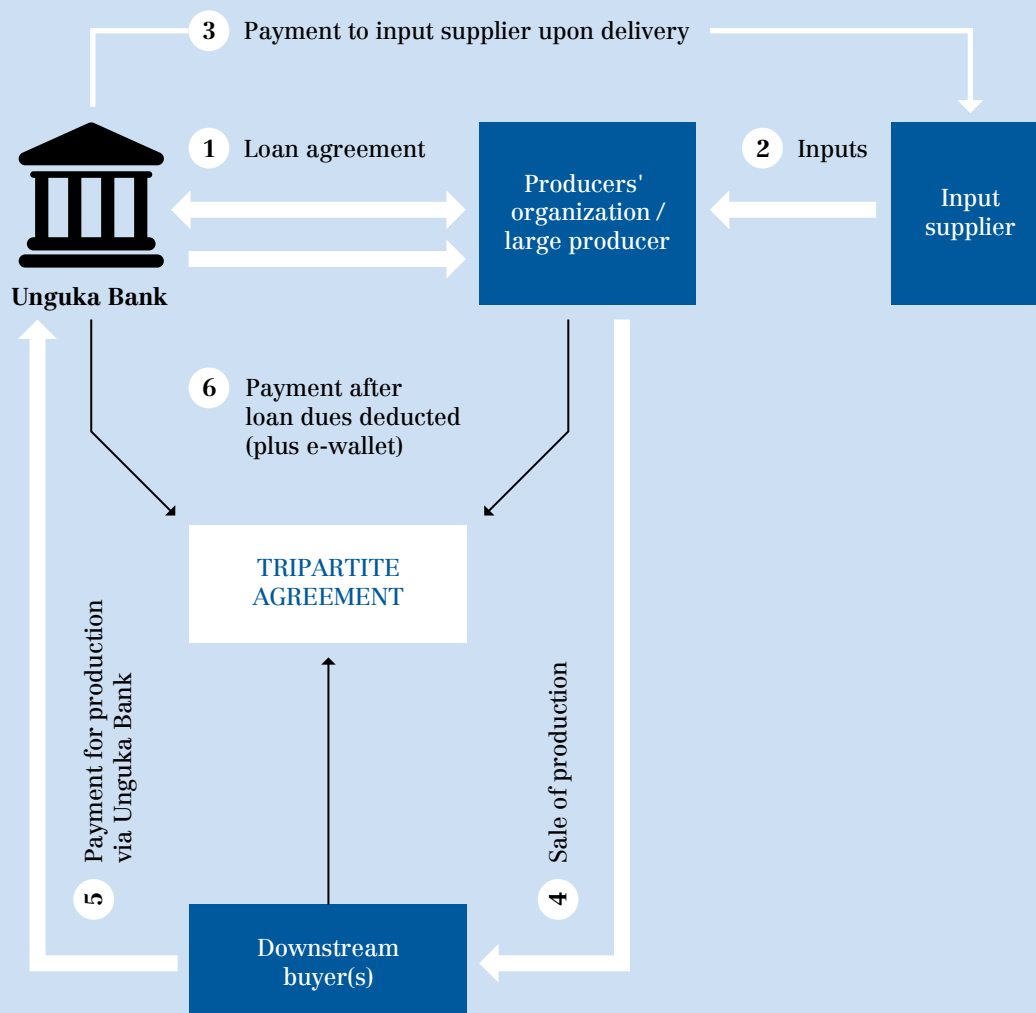 3 Payment to input supplier upon delivery
1 Loan agreement
2 Inputs
Producers'
organization /
large producer
Input
supplier
Unguka Bank
6 Payment after
loan dues deducted
(plus e-wallet)
TRIPARTITE
AGREEMENT
5 Payment for production
via Unguka Bank
4 Sale of production
Downstream
buyer(s)